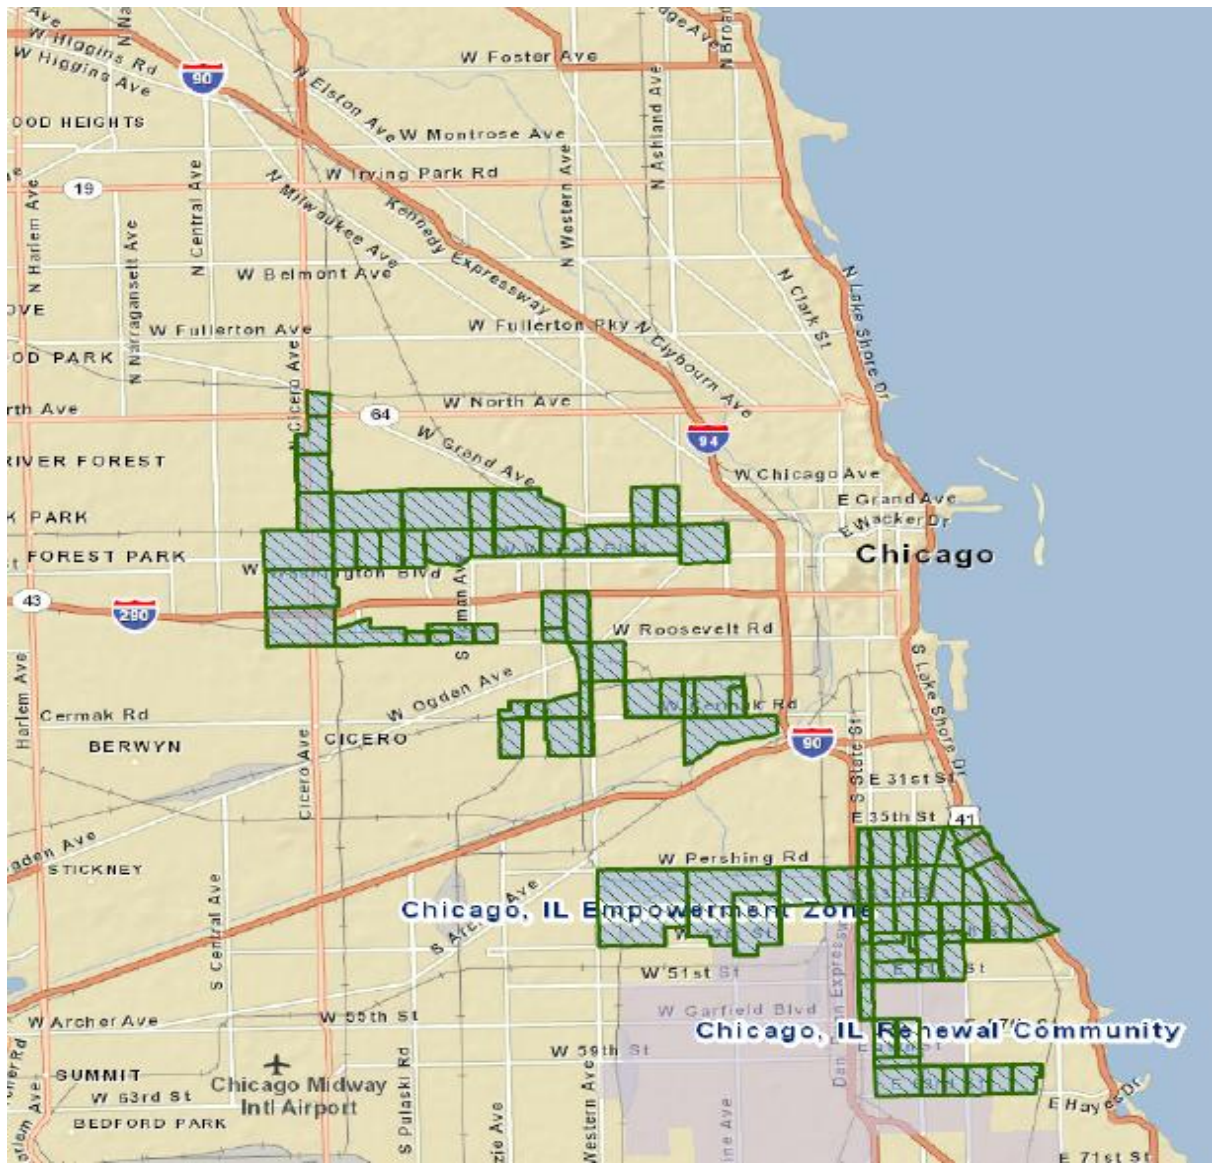 W Foster Ave
N Elston Ave
W Higgins Rd
W Higgins Ave
90
OOD HEIGHTS
W Montrose Ave
N Ashland Ave
W Irving Park Rd
19
N Central Ave
N Milwaukee Ave
Kennedy Expressway
N Western Ave
N Harlem Ave
N Narragansett Ave
W Belmont Ave
N Lake Shore Dr
N Clark St
OVE
W Fullerton Ave
W Fullerton Pky
N Clybourn Ave
OD PARK
N Cicero Ave
rth Ave
64
W North Ave
94
W Grand Ave
RIVER FOREST
W Chicago Ave
E Grand Ave
K PARK
E Wacker Dr
FOREST PARK
Chicago
43
290
W Roosevelt Rd
S Lake Shore Dr
W Ogden Ave
Harlem Ave
Cermak Rd
BERWYN
CICERO
90
Cicero Ave
S State St
E 31st St
E 35th St
41
Ogden Ave
STICKNEY
W Pershing Rd
Chicago, IL Empowerment Zone
S Central Ave
W 51st St
W Garfield Blvd
W Archer Ave
W 55th St
Chicago, IL Renewal Community
W 59th St
SUMMIT
Chicago Midway
Intl Airport
W 63rd St
BEDFORD PARK
S Pulaski Rd
Western Ave
E Hayes Dr
E 71st St